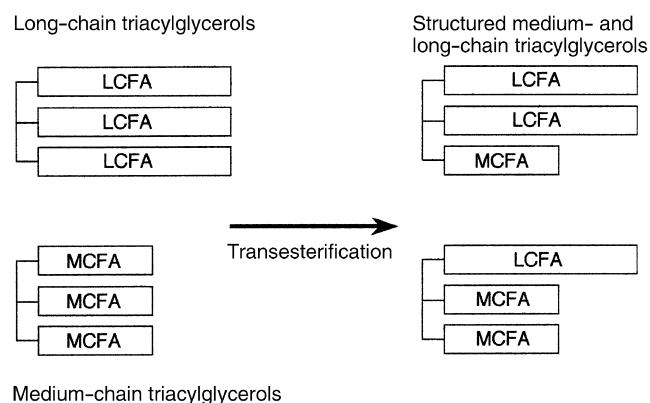 Long-chain triacylglycerols
LCFA
LCFA
LCFA
MCFA
MCFA
MCFA
Medium-chain triacylglycerols
Transesterification
Structured medium- and
long-chain triacylglycerols
LCFA
LCFA
MCFA
LCFA
MCFA
MCFA